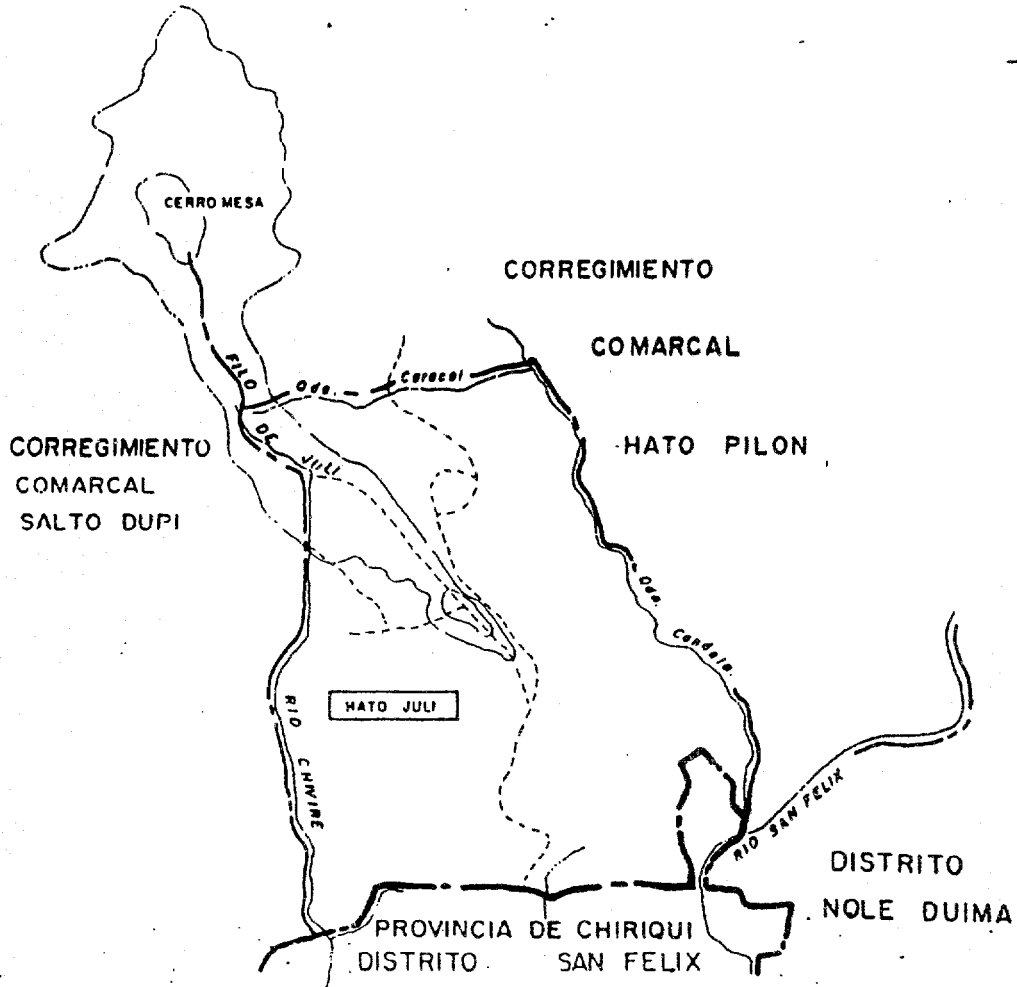 CERRO MESA
CORREGIMIENTO
COMARCAL
HATO PILON
FILO DE JULI
Qda. Caracol
CORREGIMIENTO
COMARCAL
SALTO DUPI
Qda. Candela
HATO JULI
RIO CHIVIRE
RIO SAN FELIX
DISTRITO
NOLE DUIMA
PROVINCIA DE CHIRIQUI
DISTRITO SAN FELIX